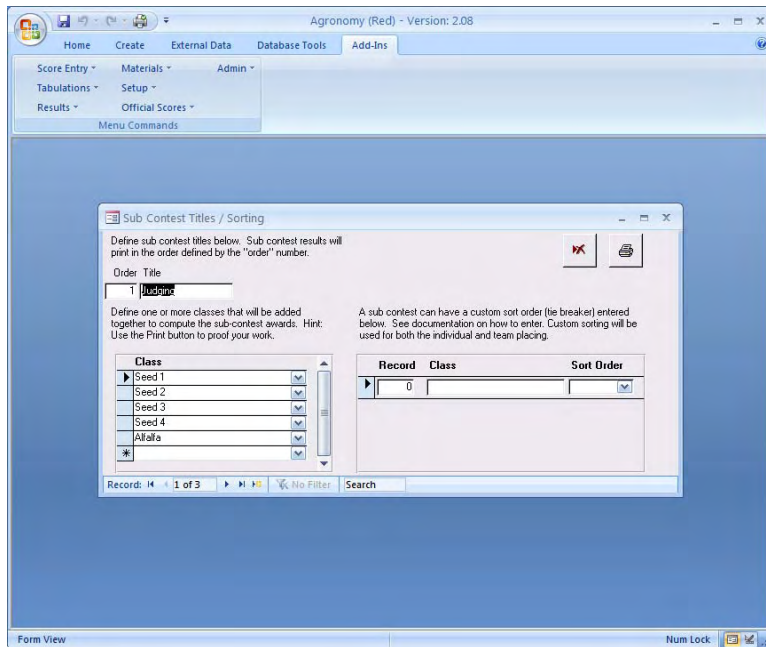 Agronomy (Red) - Version: 2.08
Home Create External Data Database Tools Add-Ins
Score Entry Materials Admin
Tabulations Setup
Results Official Scores
Menu Commands
Sub Contest Titles / Sorting
Define sub contest titles below. Sub contest results will
print in the order defined by the "order" number.
Order Title
1 Judging
Define one or more classes that will be added
together to compute the sub-contest awards. Hint:
Use the Print button to proof your work.
A sub contest can have a custom sort order (tie breaker) entered
below. See documentation on how to enter. Custom sorting will be
used for both the individual and team placing.
Class
Seed 1
Seed 2
Seed 3
Seed 4
Alfalfa
Record Class Sort Order
0
Record: 1 of 3 No Filter Search
Form View Num Lock